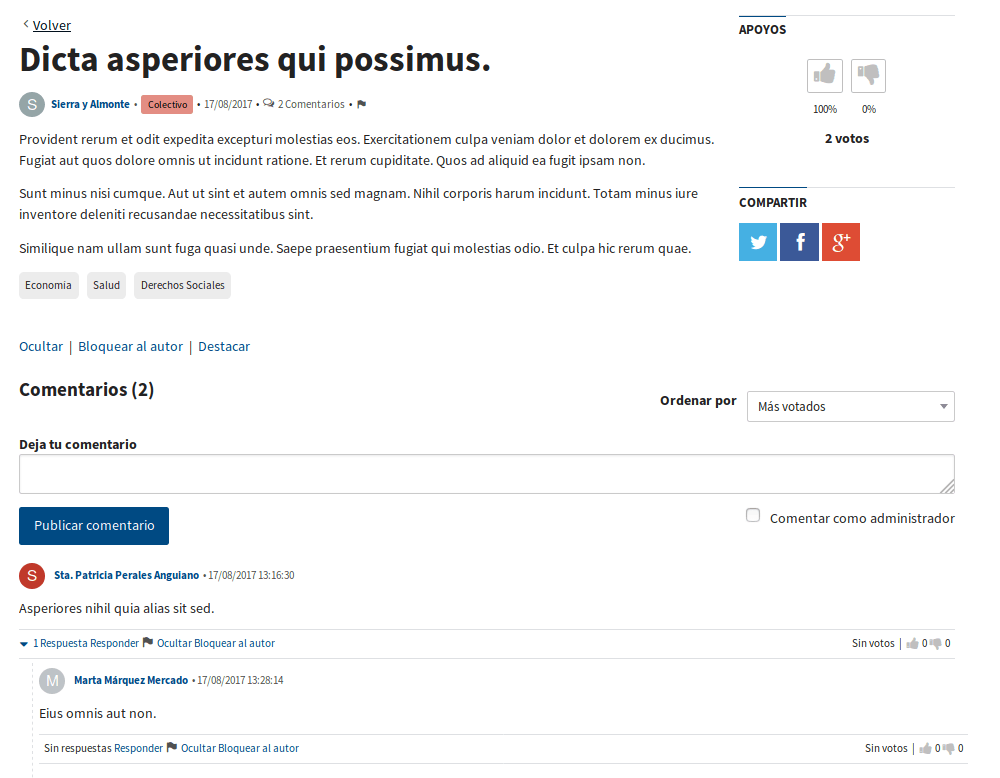 Volver
Dicta asperiores qui possimus.
S Sierra y Almonte • Colectivo • 17/08/2017 • 2 Comentarios •
Provident rerum et odit expedita excepturi molestias eos. Exercitationem culpa veniam dolor et dolorem ex ducimus.
Fugiat aut quos dolore omnis ut incidunt ratione. Et rerum cupiditate. Quos ad aliquid ea fugit ipsam non.
Sunt minus nisi cumque. Aut ut sint et autem omnis sed magnam. Nihil corporis harum incidunt. Totam minus iure
inventore deleniti recusandae necessitatibus sint.
Similique nam ullam sunt fuga quasi unde. Saepe praesentium fugiat qui molestias odio. Et culpa hic rerum quae.
Economía Salud Derechos Sociales
Ocultar | Bloquear al autor | Destacar
APOYOS
100% 0%
2 votos
COMPARTIR
f g+
Comentarios (2)
Ordenar por Más votados
Deja tu comentario
Publicar comentario
Comentar como administrador
S Sta. Patricia Perales Anguiano • 17/08/2017 13:16:30
Asperiores nihil quia alias sit sed.
1 Respuesta Responder Ocultar Bloquear al autor Sin votos | 0 0
M Marta Márquez Mercado • 17/08/2017 13:28:14
Eius omnis aut non.
Sin respuestas Responder Ocultar Bloquear al autor Sin votos | 0 0